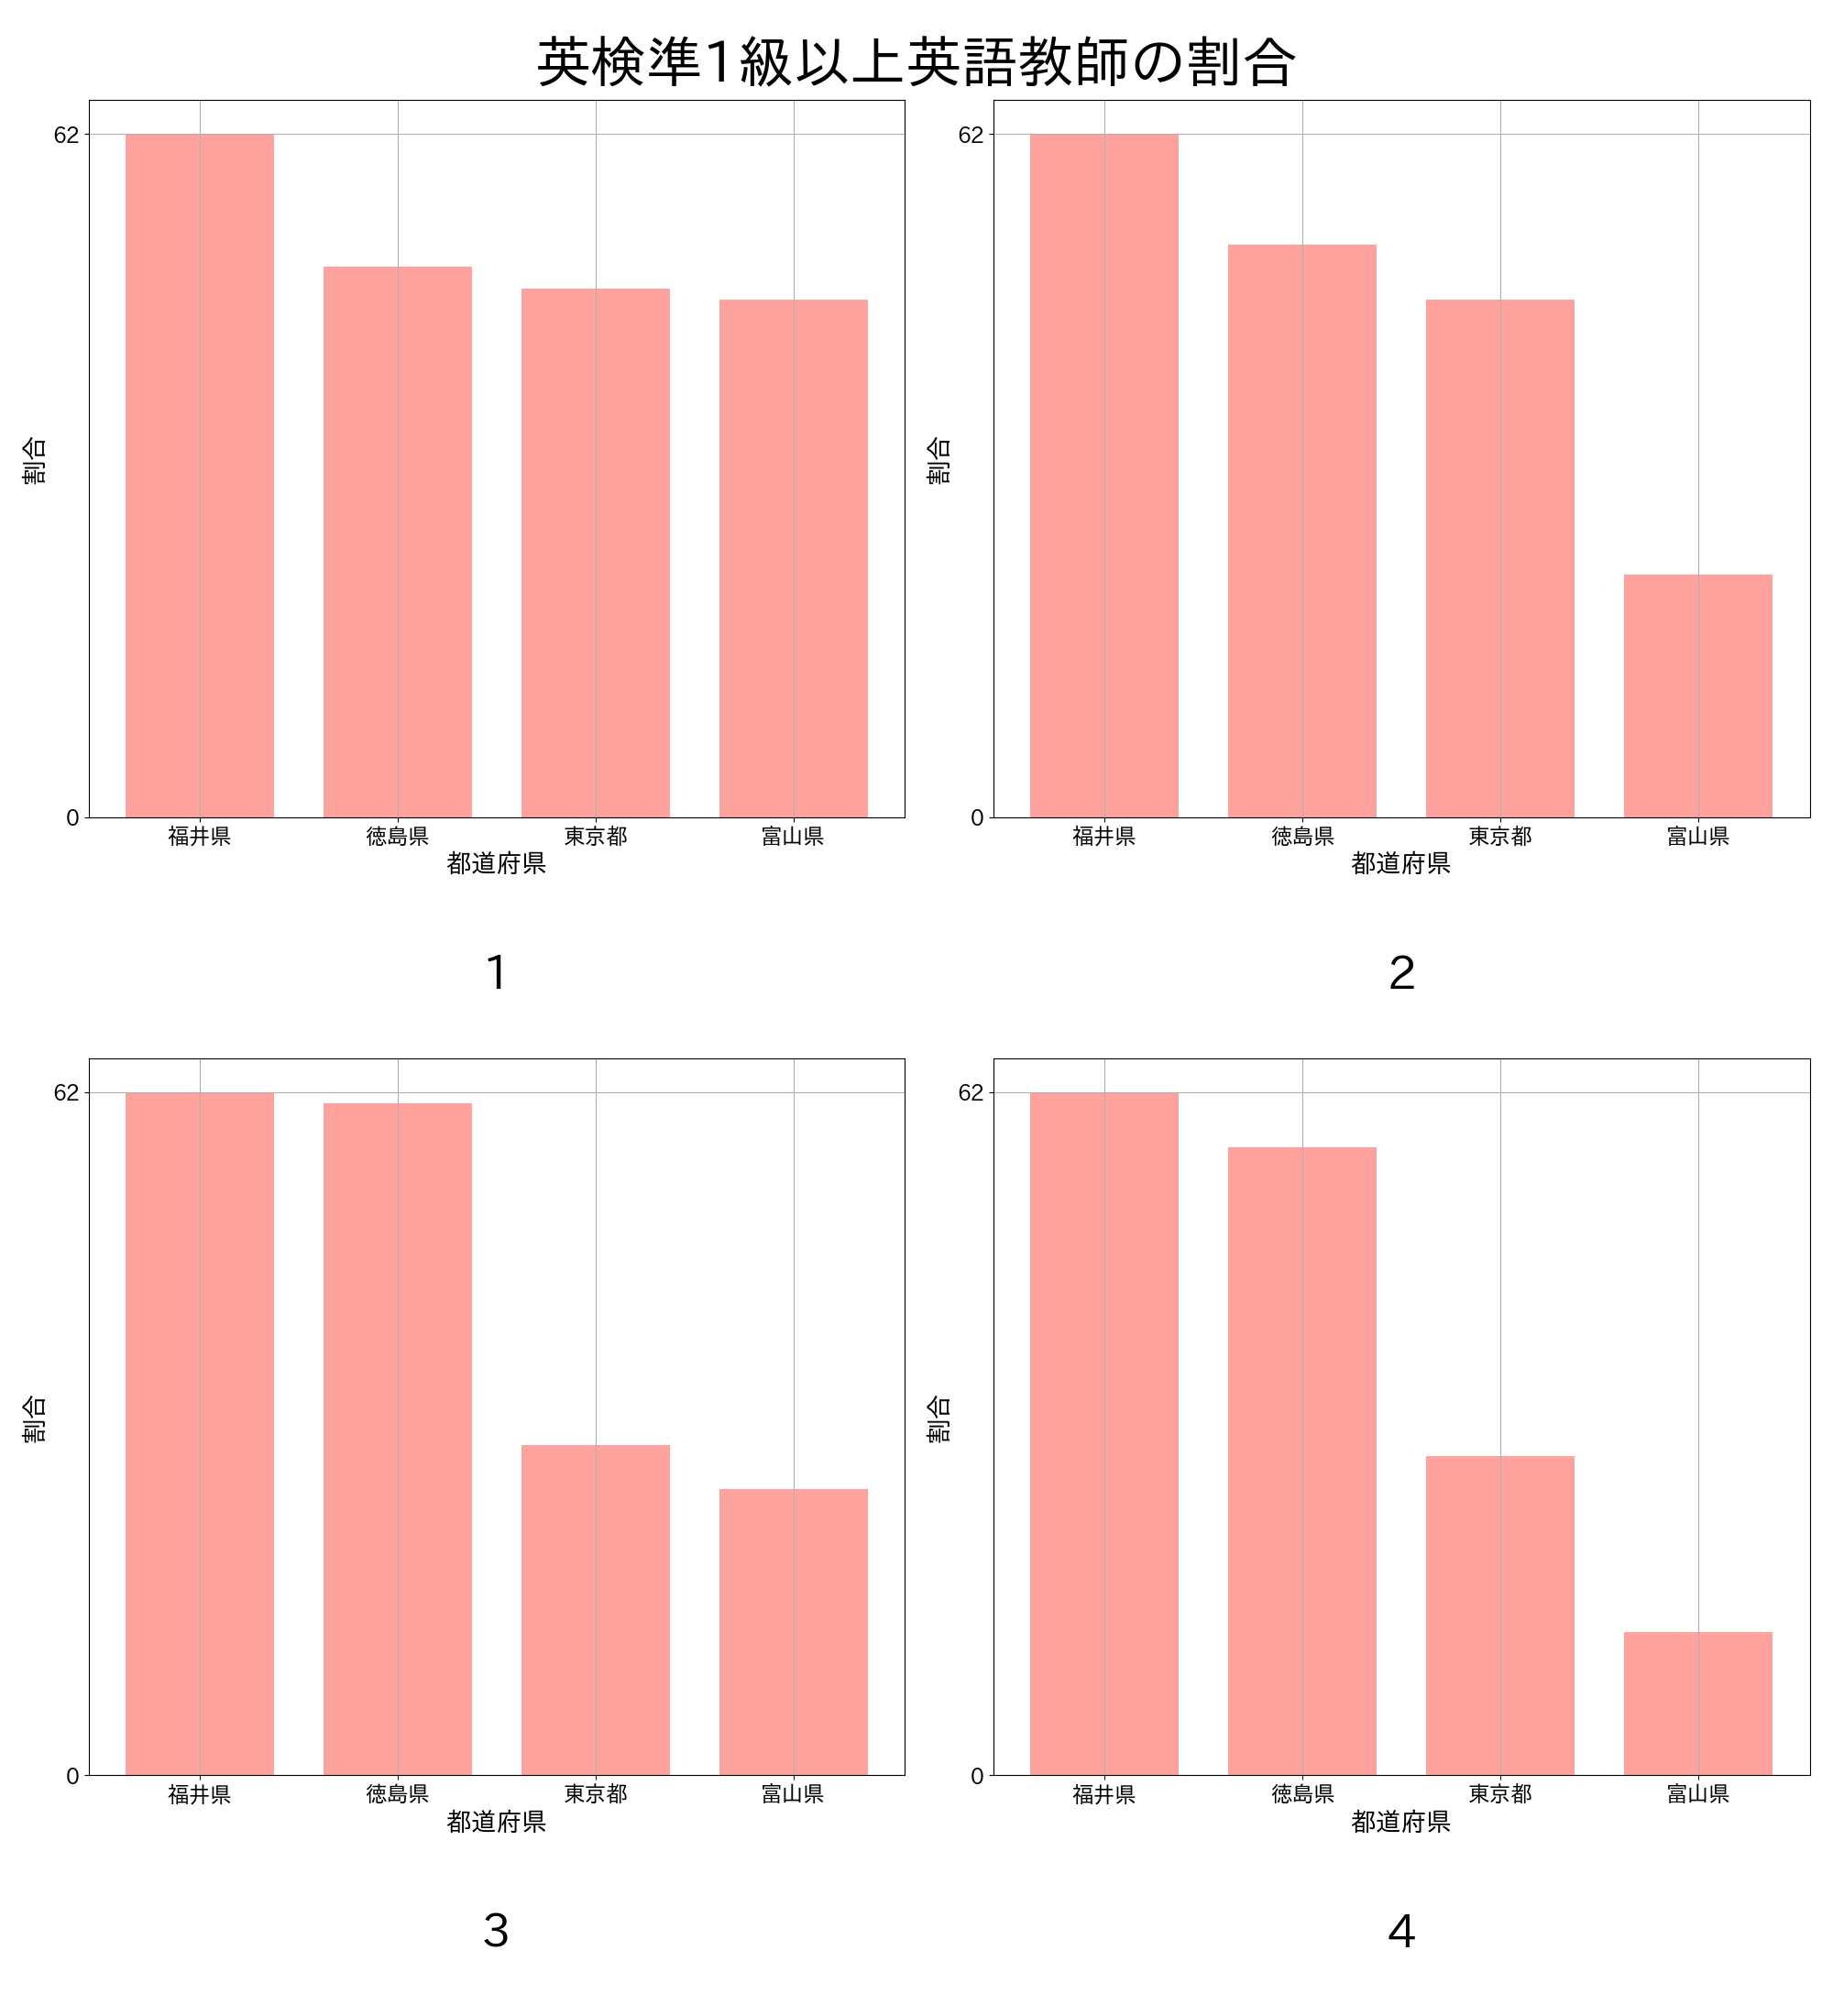 英検準1級以上英語教師の割合
62
割合
0
福井県 徳島県 東京都 富山県
都道府県
1
62
割合
0
福井県 徳島県 東京都 富山県
都道府県
2
62
割合
0
福井県 徳島県 東京都 富山県
都道府県
3
62
割合
0
福井県 徳島県 東京都 富山県
都道府県
4